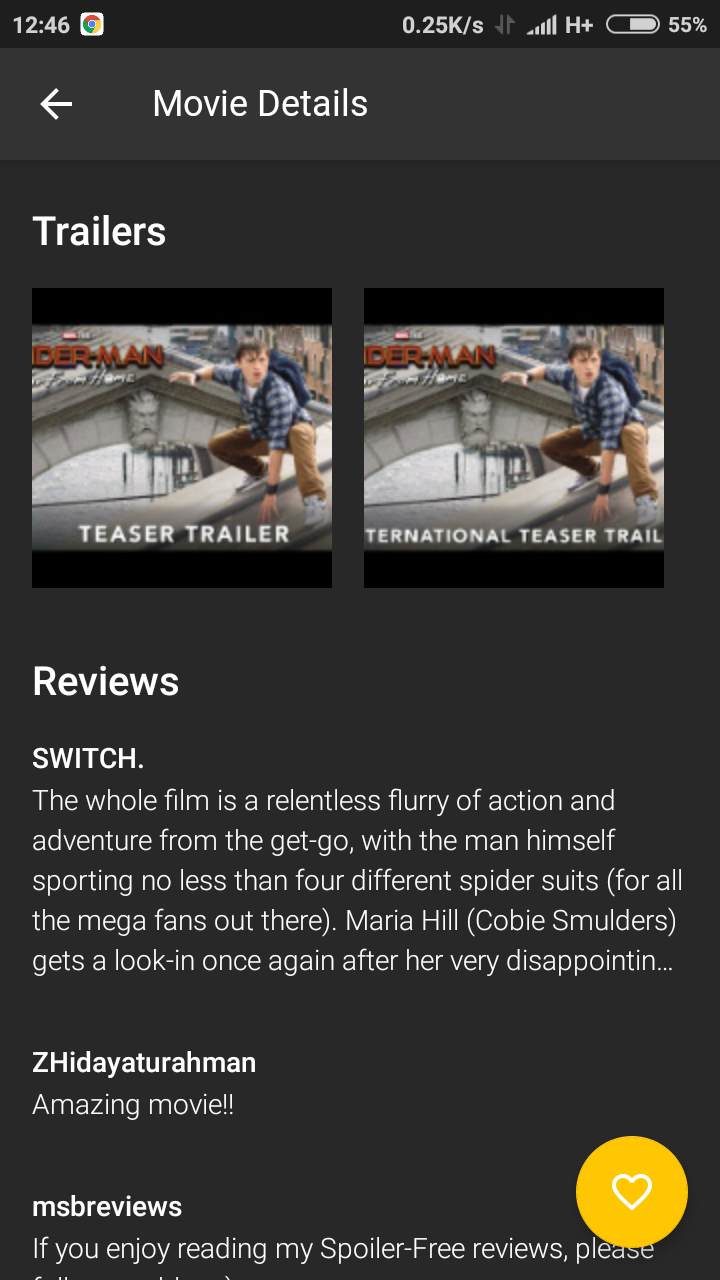 12:46 0.25K/s H+ 55%
Movie Details
Trailers
IDER-MAN
TEASER TRAILER
IDER-MAN
TERNATIONAL TEASER TRAIL
Reviews
SWITCH.
The whole film is a relentless flurry of action and
adventure from the get-go, with the man himself
sporting no less than four different spider suits (for all
the mega fans out there). Maria Hill (Cobie Smulders)
gets a look-in once again after her very disappointin…
ZHidayaturahman
Amazing movie!!
msbreviews
If you enjoy reading my Spoiler-Free reviews, please